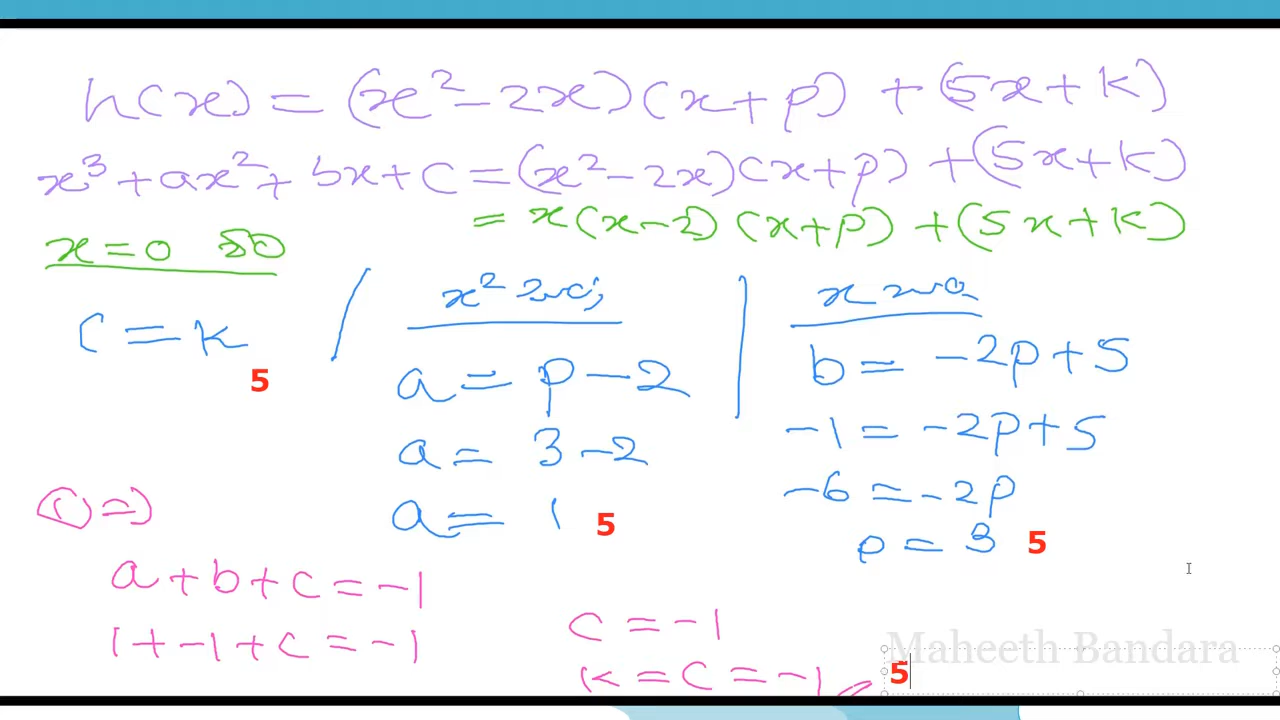 h(x) = (x² - 2x)(x + p) + (5x + k)
x³ + ax² + bx + c = (x² - 2x)(x + p) + (5x + k)
= x(x - 2)(x + p) + (5x + k)
x = 0
c = k
5
x²
a = p - 2
a = 3 - 2
a = 1
5
x
b = -2p + 5
-1 = -2p + 5
-6 = -2p
p = 3
5
① ⇒
a + b + c = -1
1 + -1 + c = -1
c = -1
k = c = -1
5
Maheeth Bandara